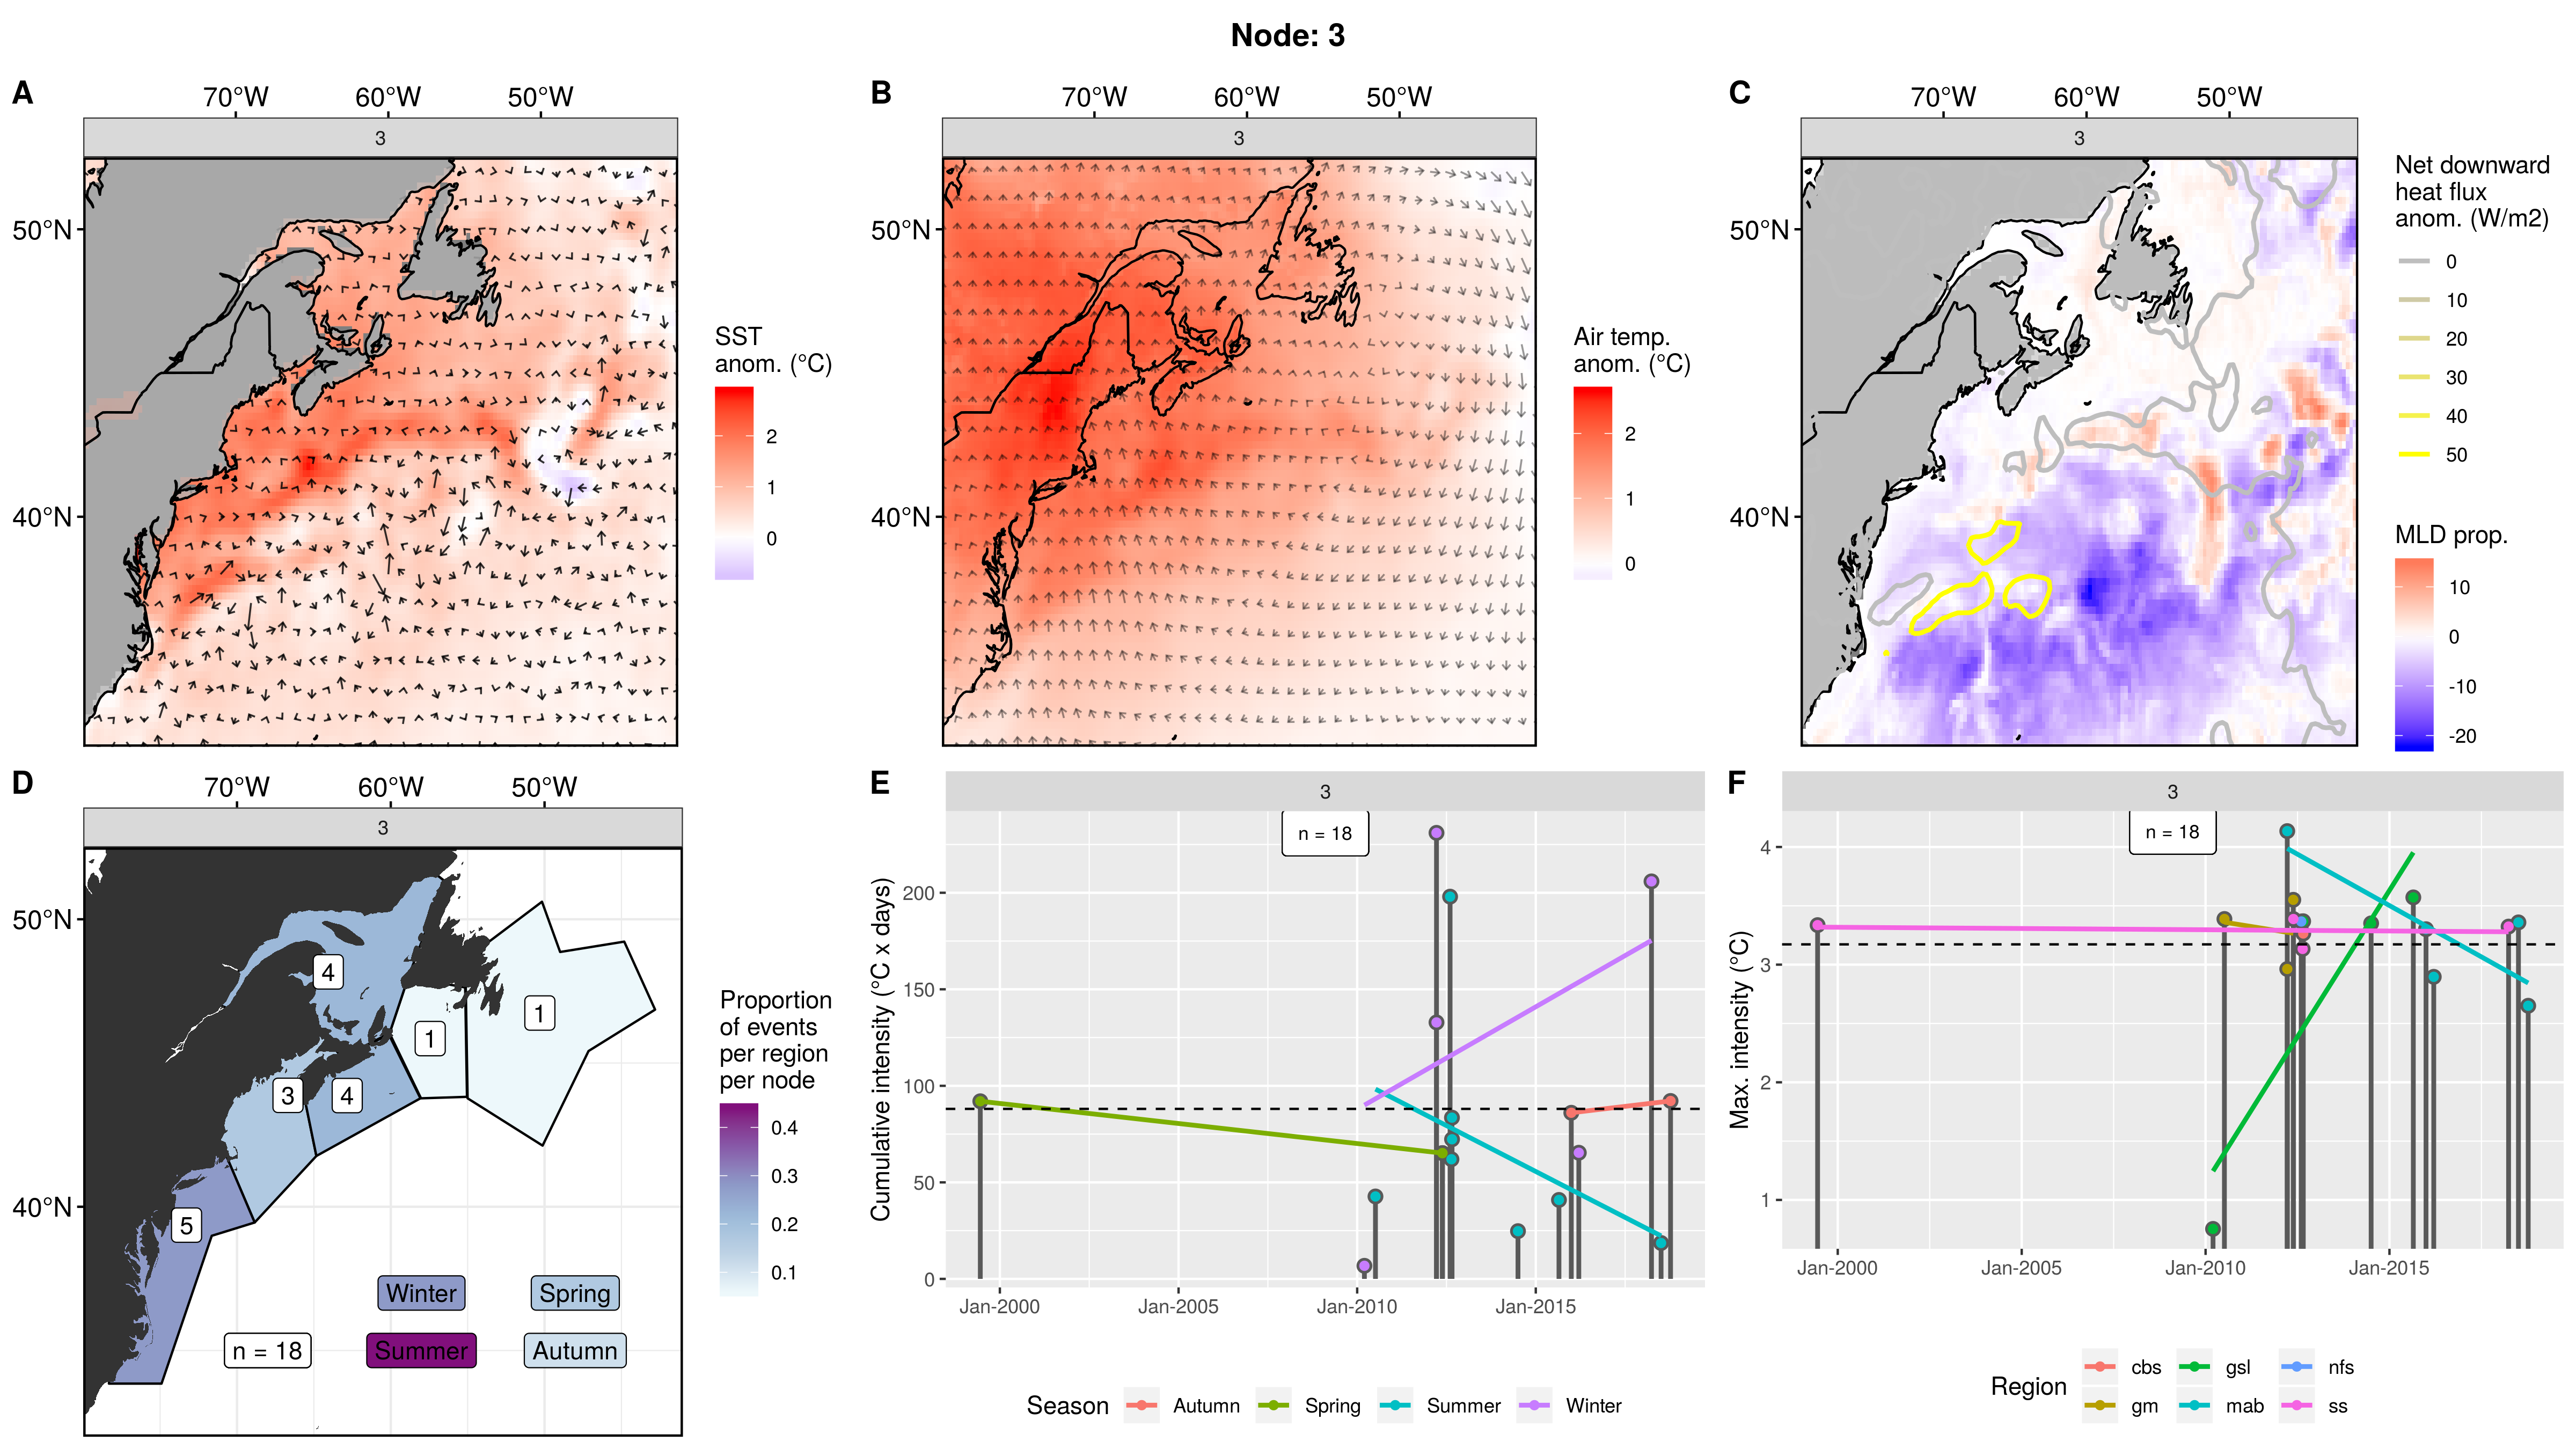 Node: 3
A
70°W 60°W 50°W
3
50°N
40°N
SST
anom. (°C)
2
1
0
B
70°W 60°W 50°W
3
50°N
40°N
Air temp.
anom. (°C)
2
1
0
C
70°W 60°W 50°W
3
50°N
40°N
Net downward
heat flux
anom. (W/m2)
0
10
20
30
40
50
MLD prop.
10
0
-10
-20
D
70°W 60°W 50°W
3
50°N
40°N
4
1
1
3
4
5
Winter Spring
n = 18 Summer Autumn
Proportion
of events
per region
per node
0.4
0.3
0.2
0.1
E
3
n = 18
Cumulative intensity (°C x days)
200
150
100
50
0
Jan-2000 Jan-2005 Jan-2010 Jan-2015
Season Autumn Spring Summer Winter
F
3
n = 18
Max. intensity (°C)
4
3
2
1
Jan-2000 Jan-2005 Jan-2010 Jan-2015
Region
cbs gsl nfs
gm mab ss